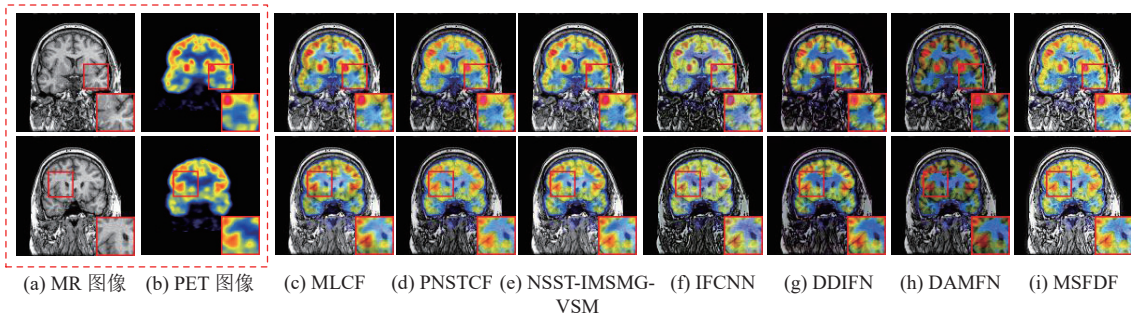 (a) MR 图像 (b) PET 图像 (c) MLCF (d) PNSTCF (e) NSST-IMSMG- (f) IFCNN (g) DDIFN (h) DAMFN (i) MSFDF
VSM